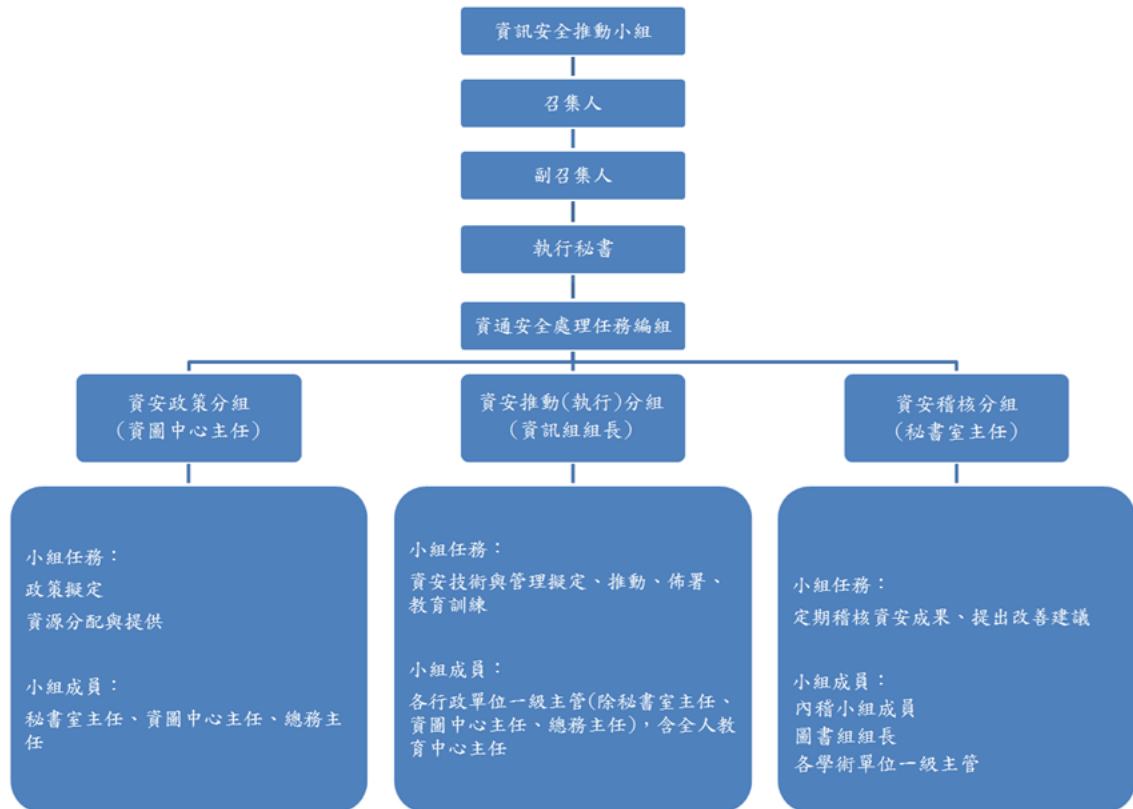 資訊安全推動小組
召集人
副召集人
執行秘書
資通安全處理任務編組
資安政策分組
(資圖中心主任)
資安推動(執行)分組
(資訊組組長)
資安稽核分組
(秘書室主任)
小組任務：
政策擬定
資源分配與提供
小組成員：
秘書室主任、資圖中心主任、總務主
任
小組任務：
資安技術與管理擬定、推動、佈署、
教育訓練
小組成員：
各行政單位一級主管(除秘書室主任、
資圖中心主任、總務主任)，含全人教
育中心主任
小組任務：
定期稽核資安成果、提出改善建議
小組成員：
內稽小組成員
圖書組組長
各學術單位一級主管